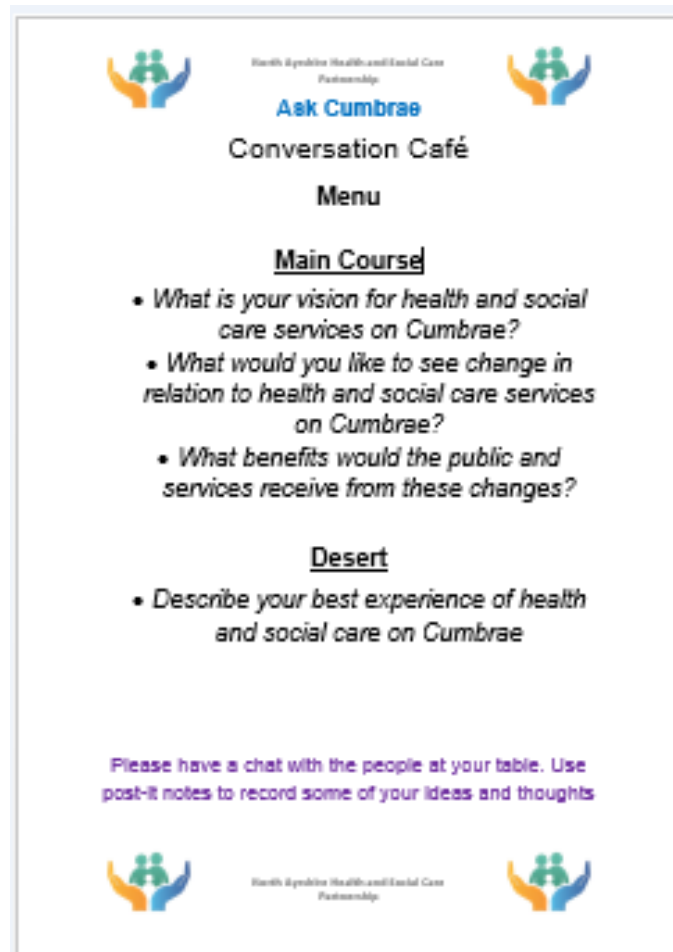 North Ayrshire Health and Social Care
Partnership
Ask Cumbrae
Conversation Café
Menu
Main Course
• What is your vision for health and social
care services on Cumbrae?
• What would you like to see change in
relation to health and social care services
on Cumbrae?
• What benefits would the public and
services receive from these changes?
Desert
• Describe your best experience of health
and social care on Cumbrae
Please have a chat with the people at your table. Use
post-it notes to record some of your ideas and thoughts
North Ayrshire Health and Social Care
Partnership